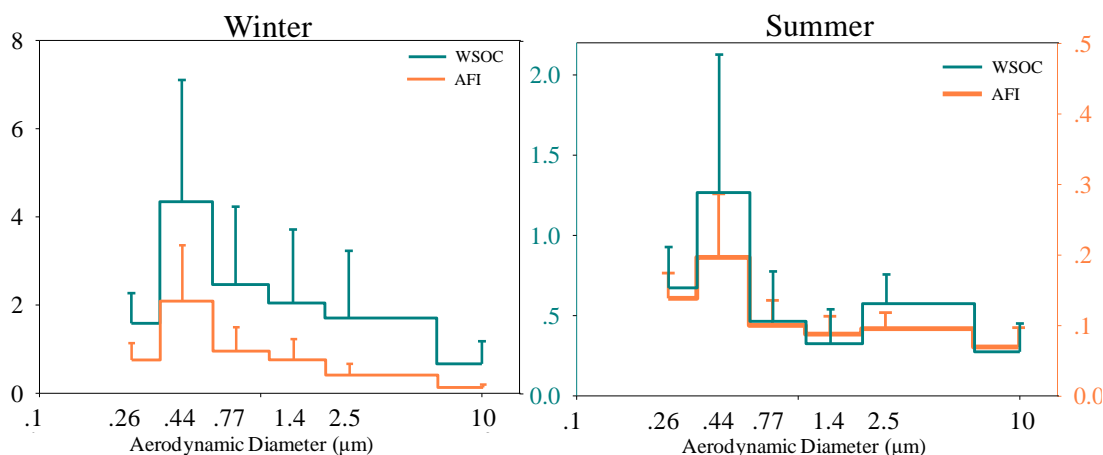 Winter
8
6
4
2
0
WSOC
AFI
.1 .26 .44 .77 1.4 2.5 10
Aerodynamic Diameter (µm)
Summer
2.0
1.5
1.0
.5
0.0
WSOC
AFI
.5
.4
.3
.2
.1
0.0
.1 .26 .44 .77 1.4 2.5 10
Aerodynamic Diameter (µm)